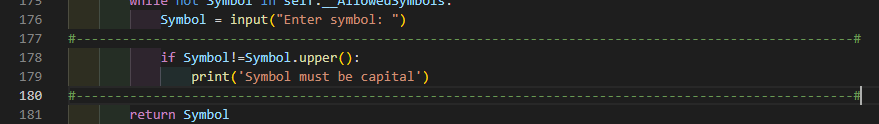 175 while not Symbol in self.__AllowedSymbols:
176 Symbol = input("Enter symbol: ")
177 #-----------------------------------------------------------------------------------------------------#
178 if Symbol!=Symbol.upper():
179 print('Symbol must be capital')
180 #-----------------------------------------------------------------------------------------------------#
181 return Symbol